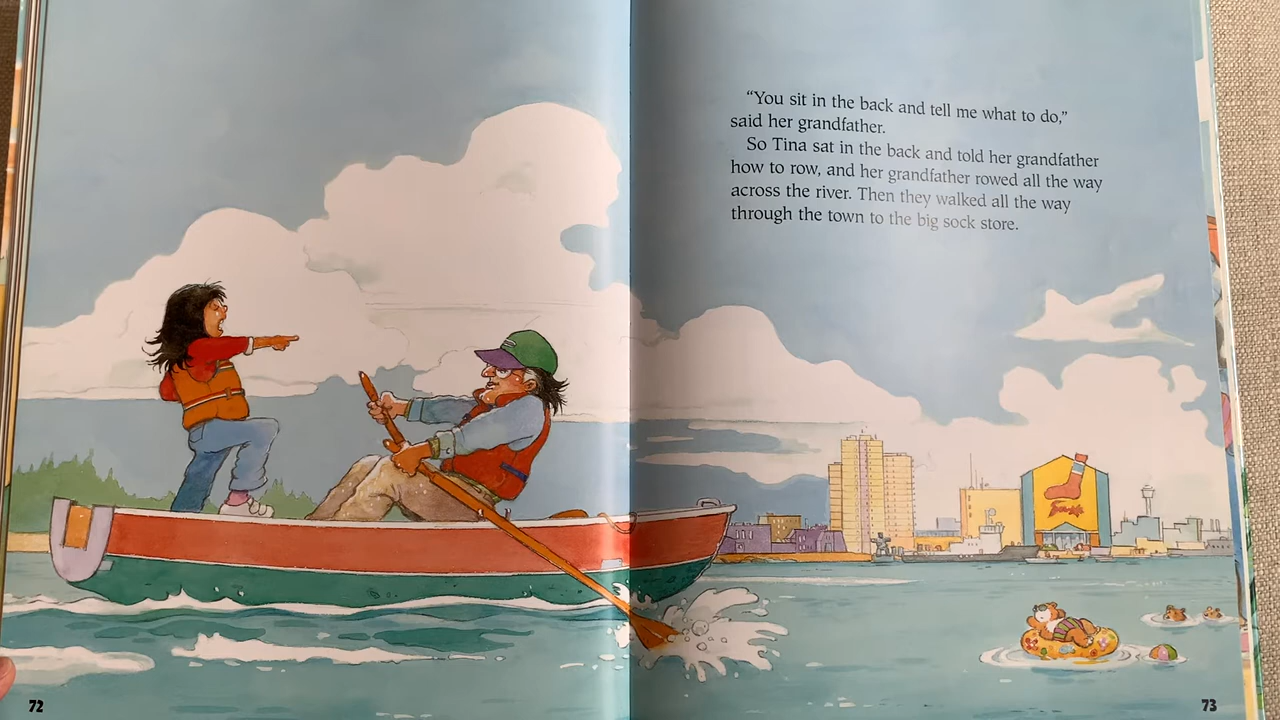 “You sit in the back and tell me what to do,”
said her grandfather.
So Tina sat in the back and told her grandfather
how to row, and her grandfather rowed all the way
across the river. Then they walked all the way
through the town to the big sock store.
72
73